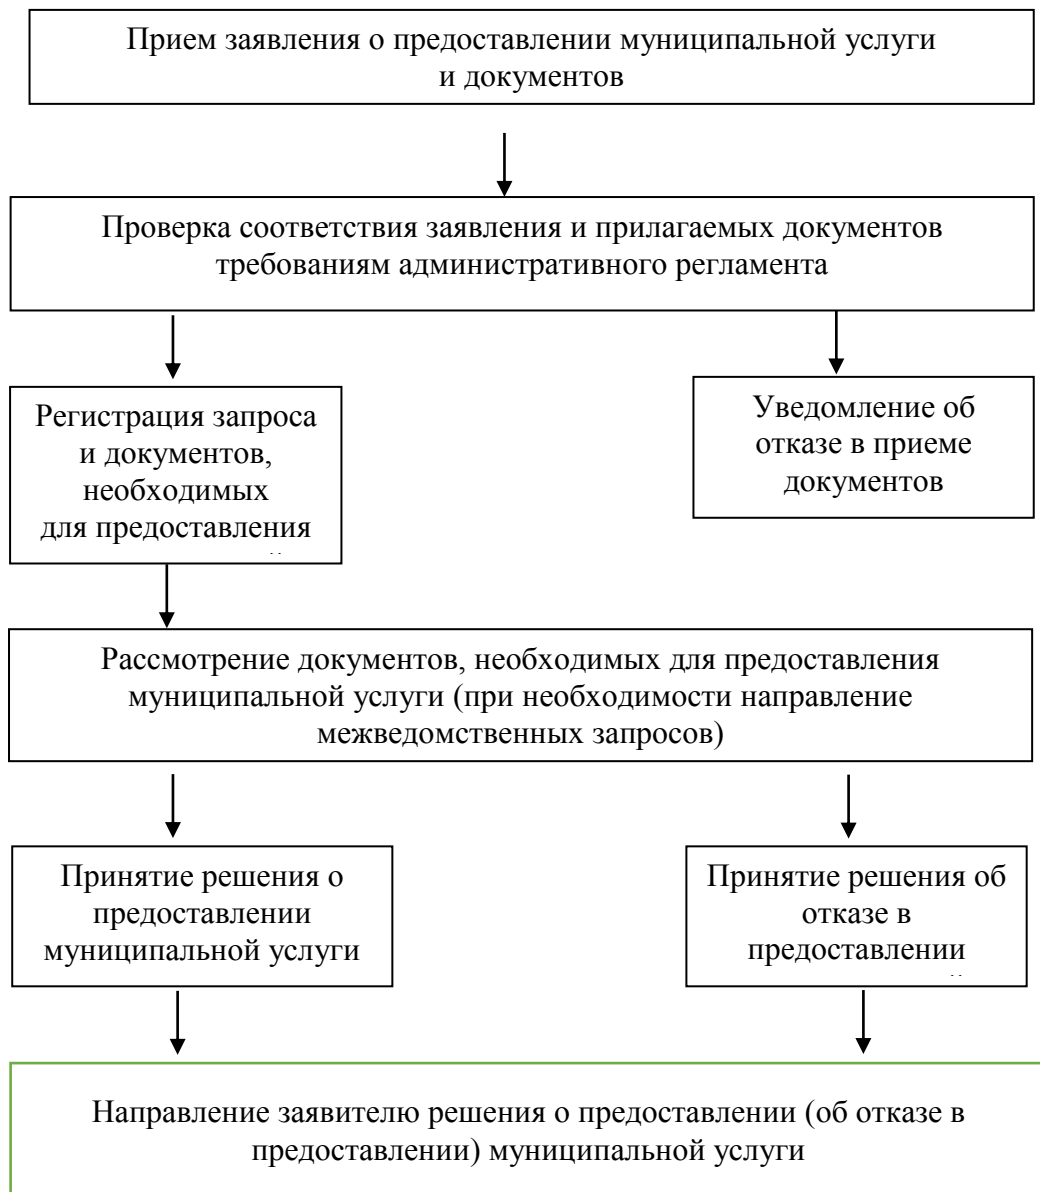 Прием заявления о предоставлении муниципальной услуги
и документов
Проверка соответствия заявления и прилагаемых документов
требованиям административного регламента
Регистрация запроса
и документов,
необходимых
для предоставления
Уведомление об
отказе в приеме
документов
Рассмотрение документов, необходимых для предоставления
муниципальной услуги (при необходимости направление
межведомственных запросов)
Принятие решения о
предоставлении
муниципальной услуги
Принятие решения об
отказе в
предоставлении
Направление заявителю решения о предоставлении (об отказе в
предоставлении) муниципальной услуги